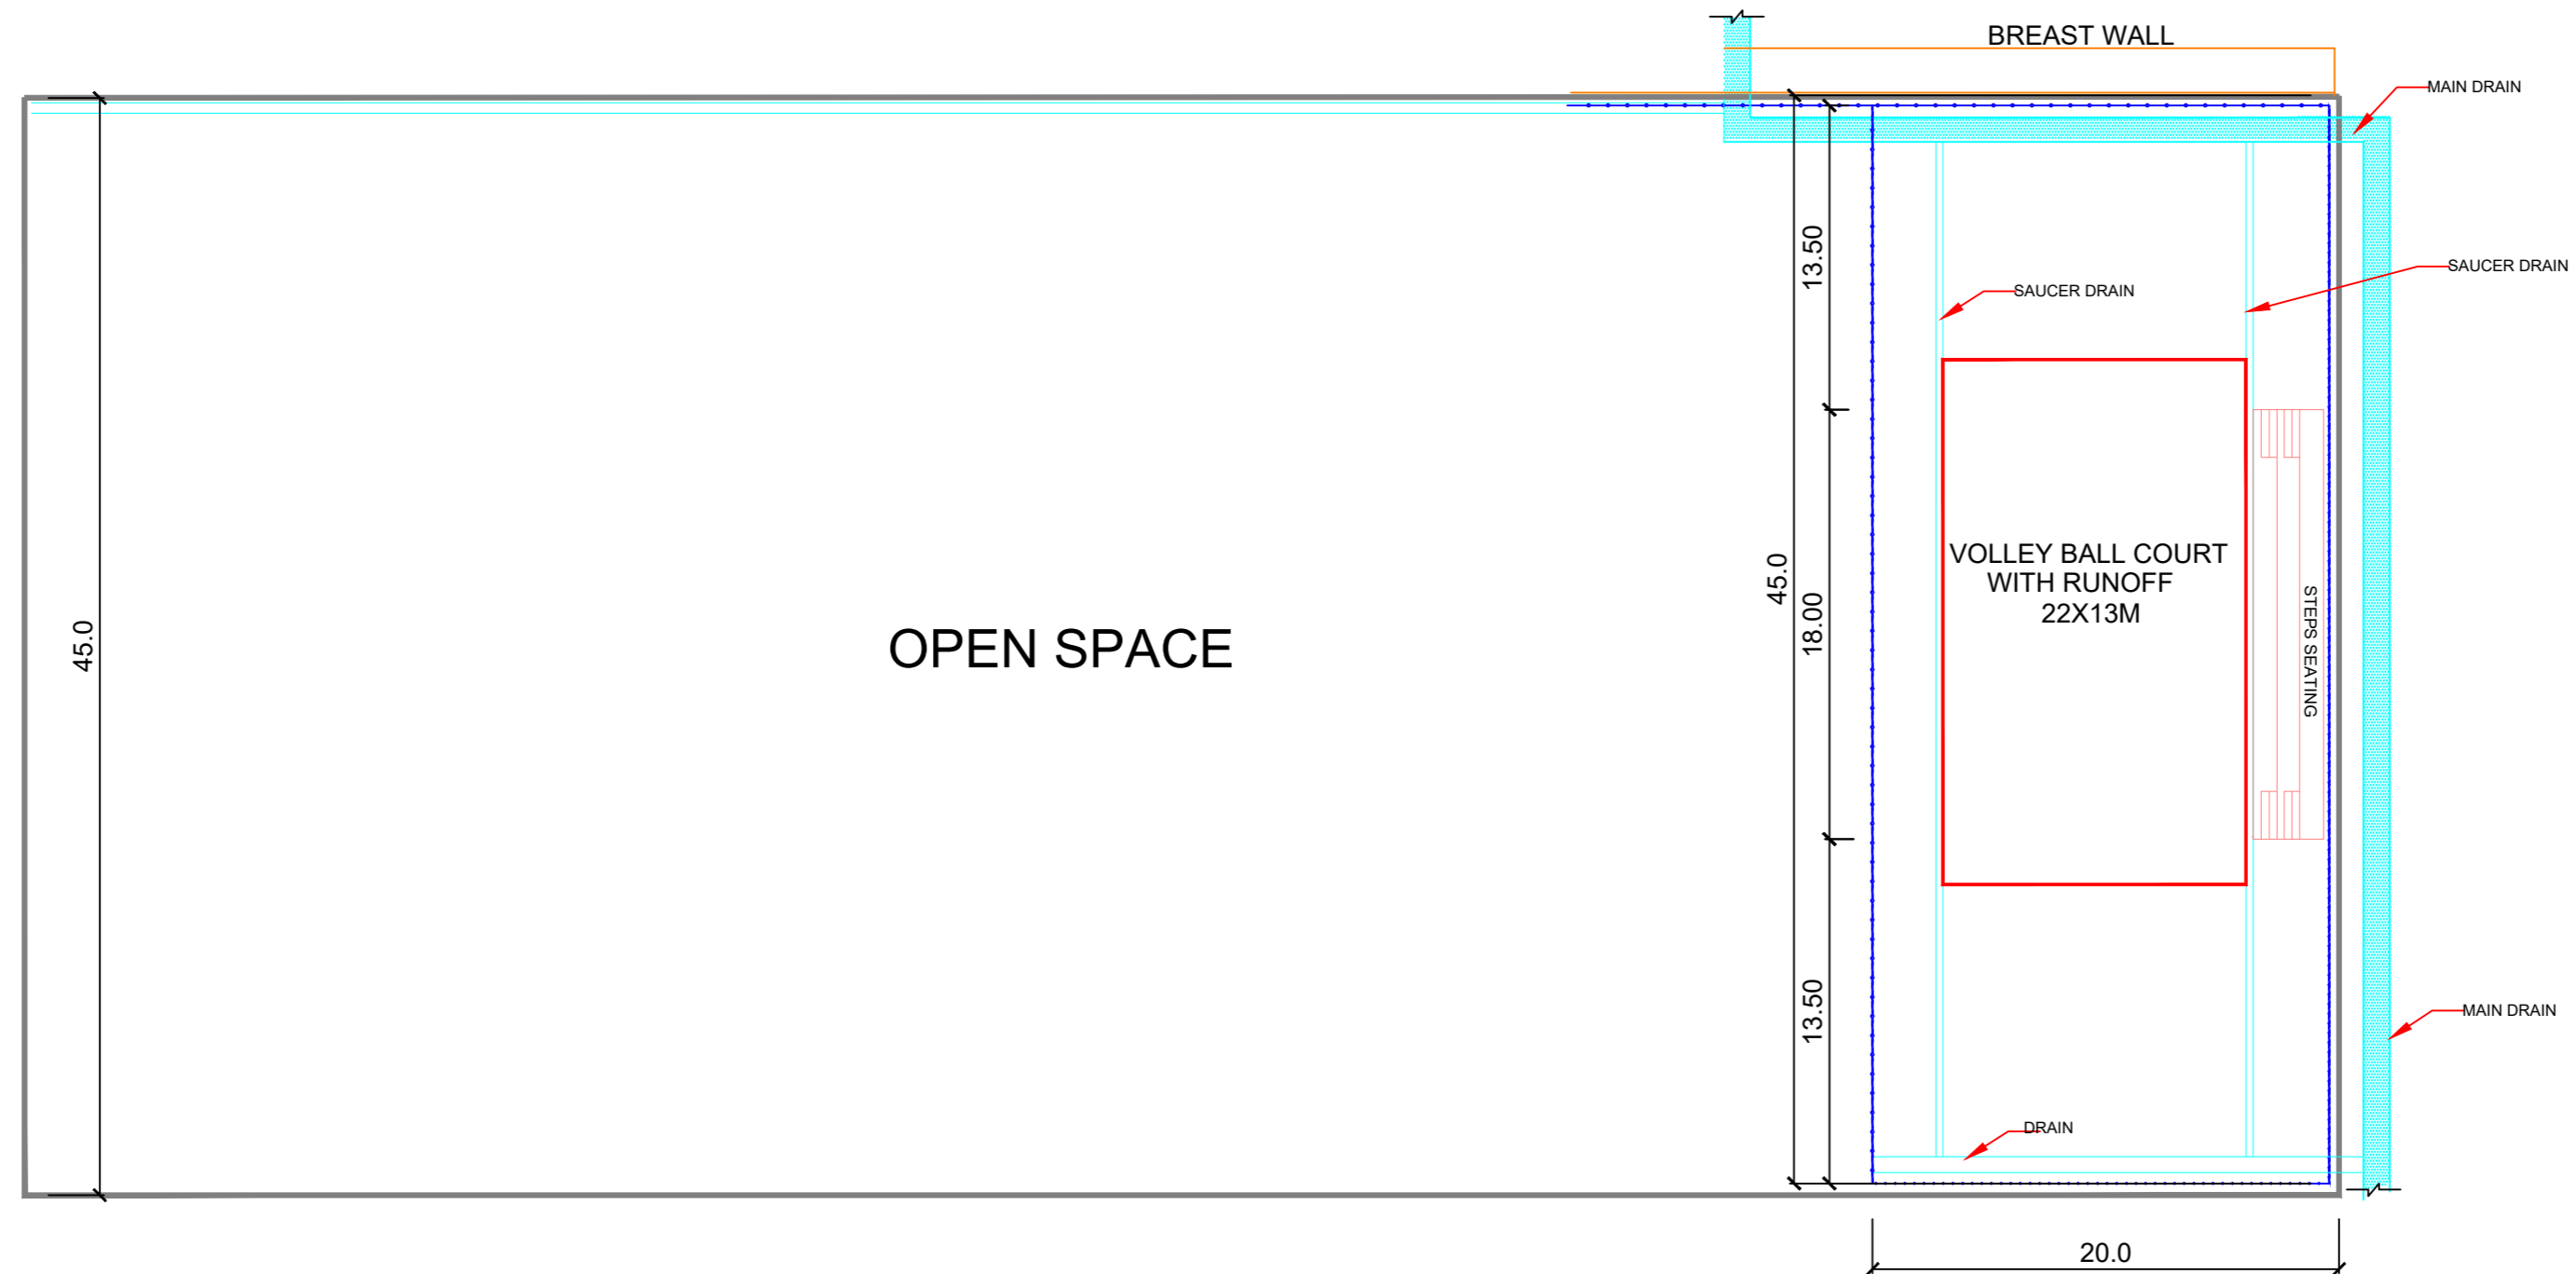 BREAST WALL
MAIN DRAIN
13.50
SAUCER DRAIN
SAUCER DRAIN
VOLLEY BALL COURT
WITH RUNOFF
22X13M
45.0
18.00
STEPS SEATING
OPEN SPACE
45.0
13.50
MAIN DRAIN
DRAIN
20.0